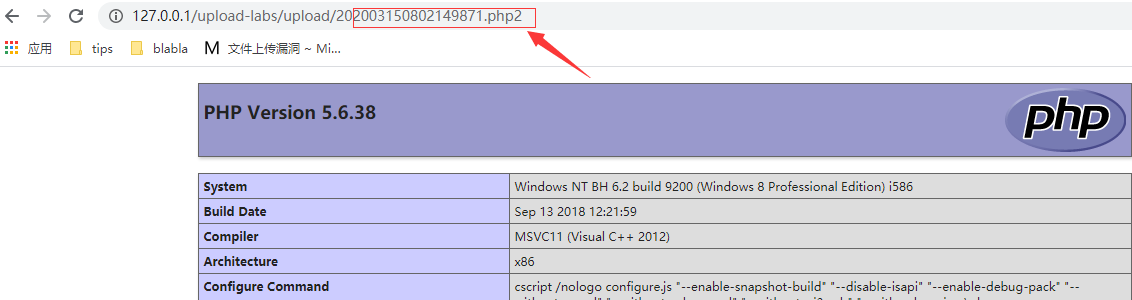 127.0.0.1/upload-labs/upload/202003150802149871.php2
应用 tips blabla M 文件上传漏洞 ~ Mi...
PHP Version 5.6.38
php
System Windows NT BH 6.2 build 9200 (Windows 8 Professional Edition) i586
Build Date Sep 13 2018 12:21:59
Compiler MSVC11 (Visual C++ 2012)
Architecture x86
Configure Command cscript /nologo configure.js "--enable-snapshot-build" "--disable-isapi" "--enable-debug-pack" "--